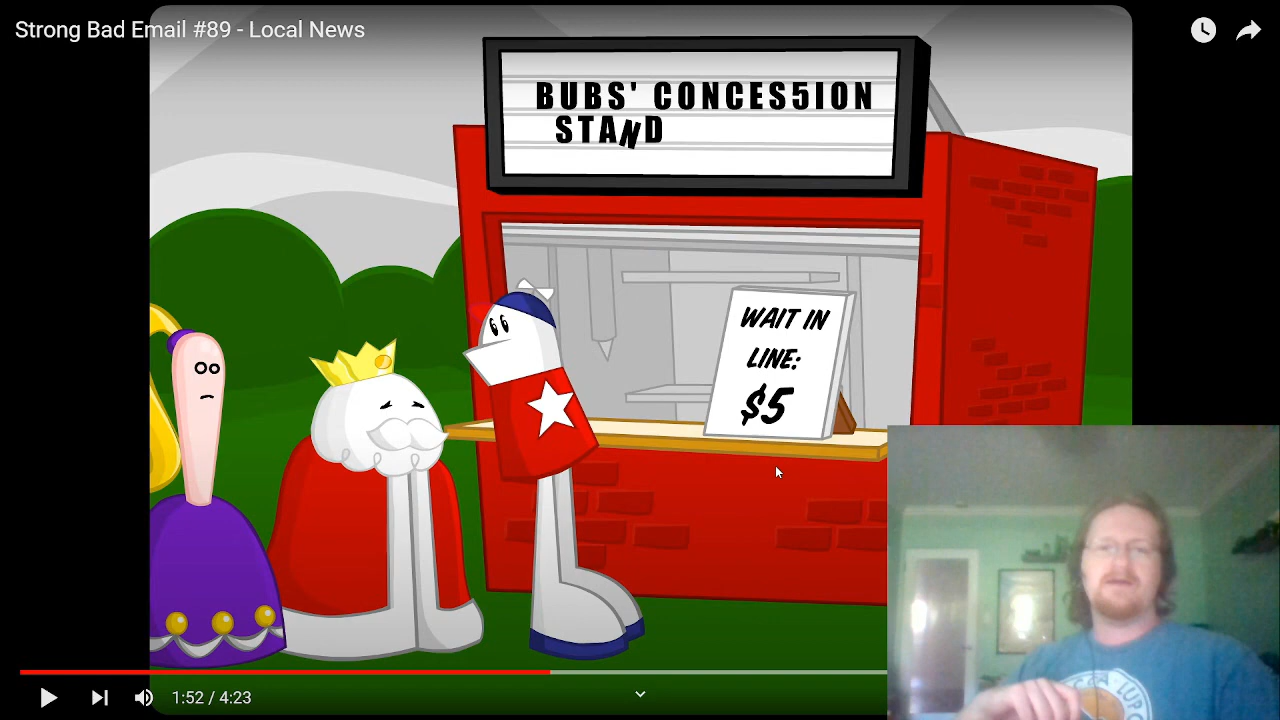 Strong Bad Email #89 - Local News
BUBS' CONCES5ION
STAND
WAIT IN
LINE:
$5
1:52 / 4:23